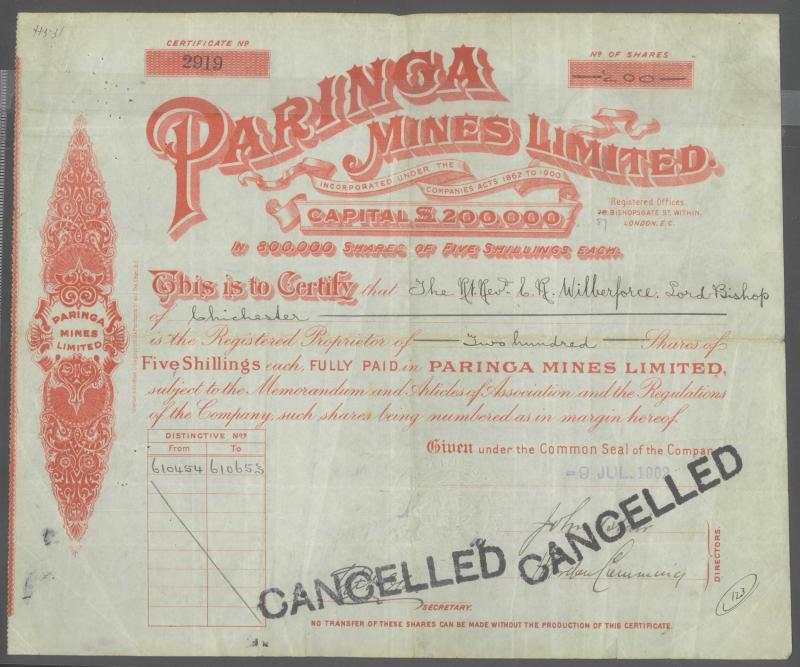 CERTIFICATE Nº
2919
Nº OF SHARES
200
PARINGA
MINES LIMITED.
INCORPORATED UNDER THE
COMPANIES ACTS 1862 TO 1900
CAPITAL £200,000
IN 800,000 SHARES OF FIVE SHILLINGS EACH.
Registered Offices.
BISHOPSGATE ST. WITHIN,
LONDON, E.C.
This is to Certify that The Rt. Revd. E. R. Wilberforce, Lord Bishop
of Chichester
is the Registered Proprietor of Two hundred Shares of
Five Shillings each, FULLY PAID, in PARINGA MINES LIMITED,
subject to the Memorandum and Articles of Association and the Regulations
of the Company, such shares being numbered as in margin hereof.
PARINGA
MINES
LIMITED
DISTINCTIVE Nos
From To
610454 610653
Given under the Common Seal of the Compan
-9 JUL. 1902
CANCELLED CANCELLED
John
Gordon Cumming
DIRECTORS.
SECRETARY.
123
NO TRANSFER OF THESE SHARES CAN BE MADE WITHOUT THE PRODUCTION OF THIS CERTIFICATE.